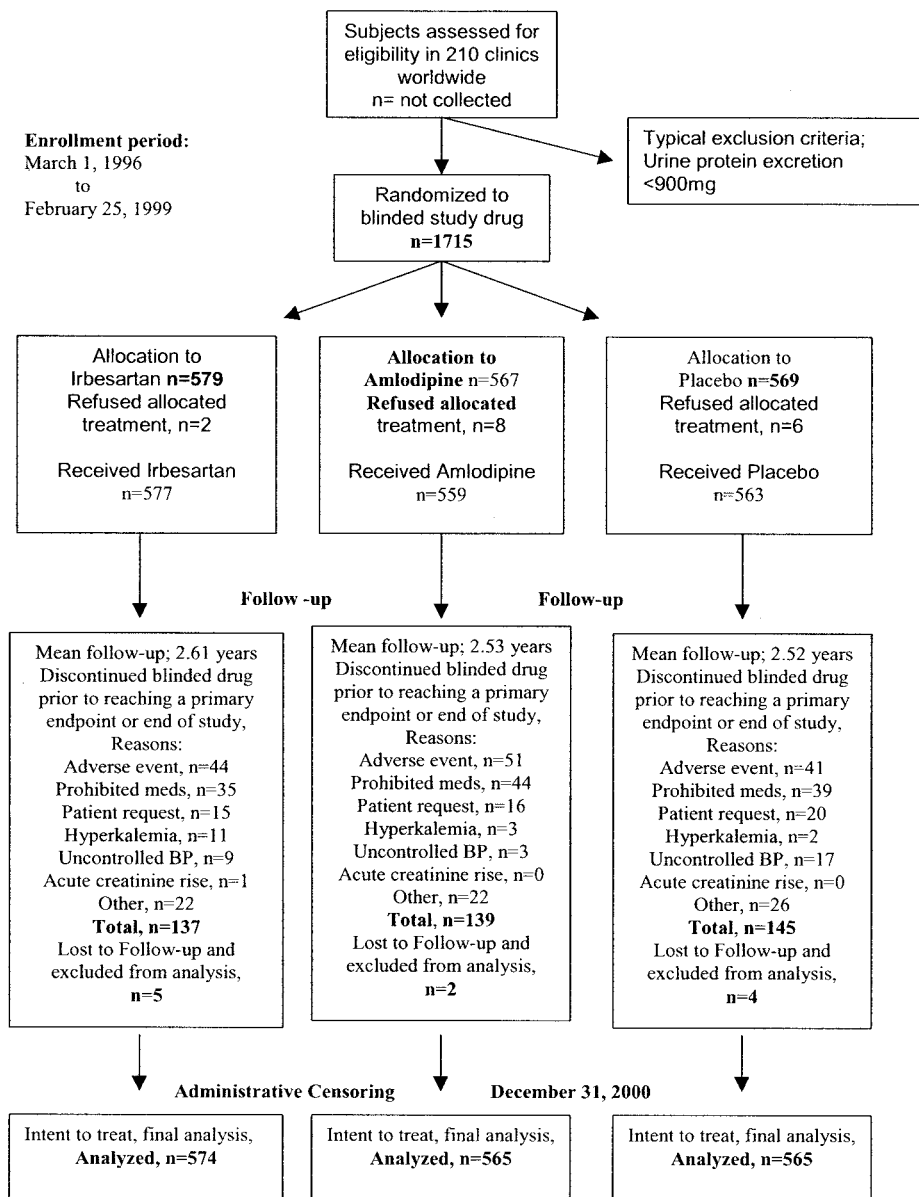 Subjects assessed for
eligibility in 210 clinics
worldwide
n= not collected
Enrollment period:
March 1, 1996
to
February 25, 1999
Typical exclusion criteria;
Urine protein excretion
<900mg
Randomized to
blinded study drug
n=1715
Allocation to
Irbesartan n=579
Refused allocated
treatment, n=2
Received Irbesartan
n=577
Allocation to
Amlodipine n=567
Refused allocated
treatment, n=8
Received Amlodipine
n=559
Allocation to
Placebo n=569
Refused allocated
treatment, n=6
Received Placebo
n=563
Follow -up
Follow-up
Mean follow-up; 2.61 years
Discontinued blinded drug
prior to reaching a primary
endpoint or end of study,
Reasons:
Adverse event, n=44
Prohibited meds, n=35
Patient request, n=15
Hyperkalemia, n=11
Uncontrolled BP, n=9
Acute creatinine rise, n=1
Other, n=22
Total, n=137
Lost to Follow-up and
excluded from analysis,
n=5
Mean follow-up; 2.53 years
Discontinued blinded drug
prior to reaching a primary
endpoint or end of study,
Reasons:
Adverse event, n=51
Prohibited meds, n=44
Patient request, n=16
Hyperkalemia, n=3
Uncontrolled BP, n=3
Acute creatinine rise, n=0
Other, n=22
Total, n=139
Lost to Follow-up and
excluded from analysis,
n=2
Mean follow-up; 2.52 years
Discontinued blinded drug
prior to reaching a primary
endpoint or end of study,
Reasons:
Adverse event, n=41
Prohibited meds, n=39
Patient request, n=20
Hyperkalemia, n=2
Uncontrolled BP, n=17
Acute creatinine rise, n=0
Other, n=26
Total, n=145
Lost to Follow-up and
excluded from analysis,
n=4
Administrative Censoring
December 31, 2000
Intent to treat, final analysis,
Analyzed, n=574
Intent to treat, final analysis,
Analyzed, n=565
Intent to treat, final analysis,
Analyzed, n=565